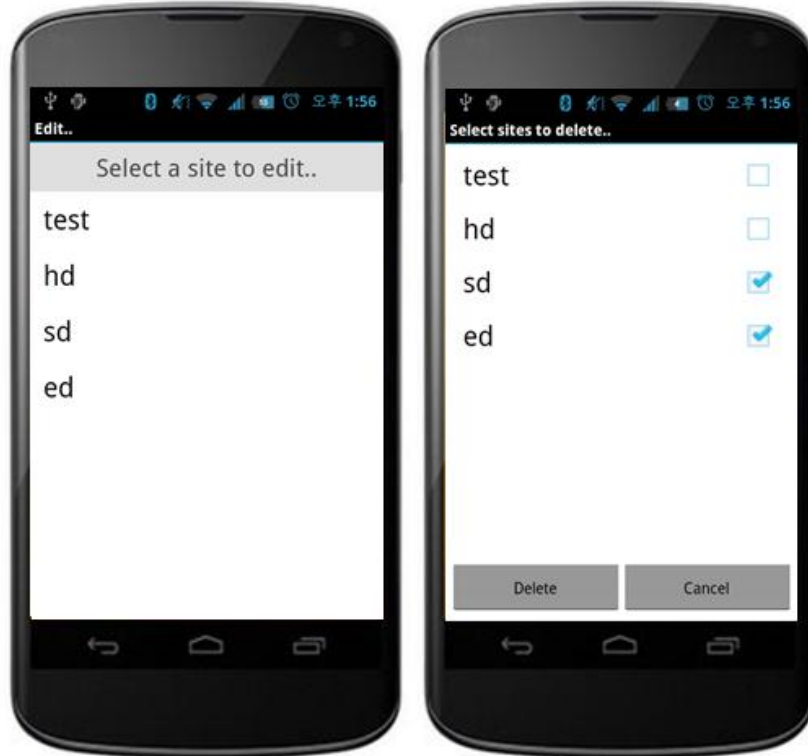 오후 1:56
Edit..
Select a site to edit..
test
hd
sd
ed
오후 1:56
Select sites to delete..
test
hd
sd
ed
Delete
Cancel